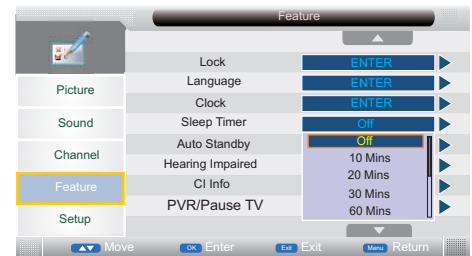 Feature
Lock ENTER
Picture
Language ENTER
Clock ENTER
Sound
Sleep Timer Off
Auto Standby Off
Channel
Hearing Impaired 10 Mins
20 Mins
Feature
CI Info 30 Mins
PVR/Pause TV 60 Mins
Setup
Move OK Enter Exit Exit Menu Return